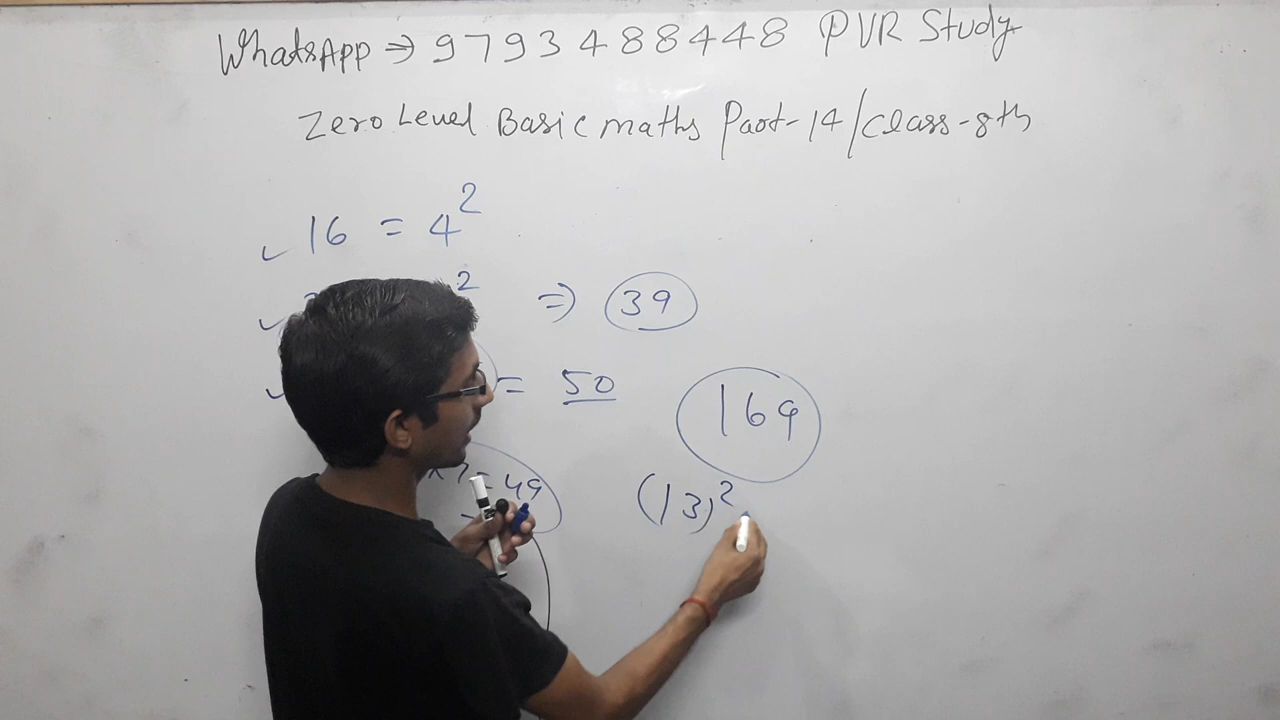 WhatsApp ⇒ 9793488448 PVR Study
Zero Level Basic maths Part-14/class-8th
✓ 16 = 4²
✓ 2 ⇒ 39
✓ = 50
169
x7 = 49
(13)²